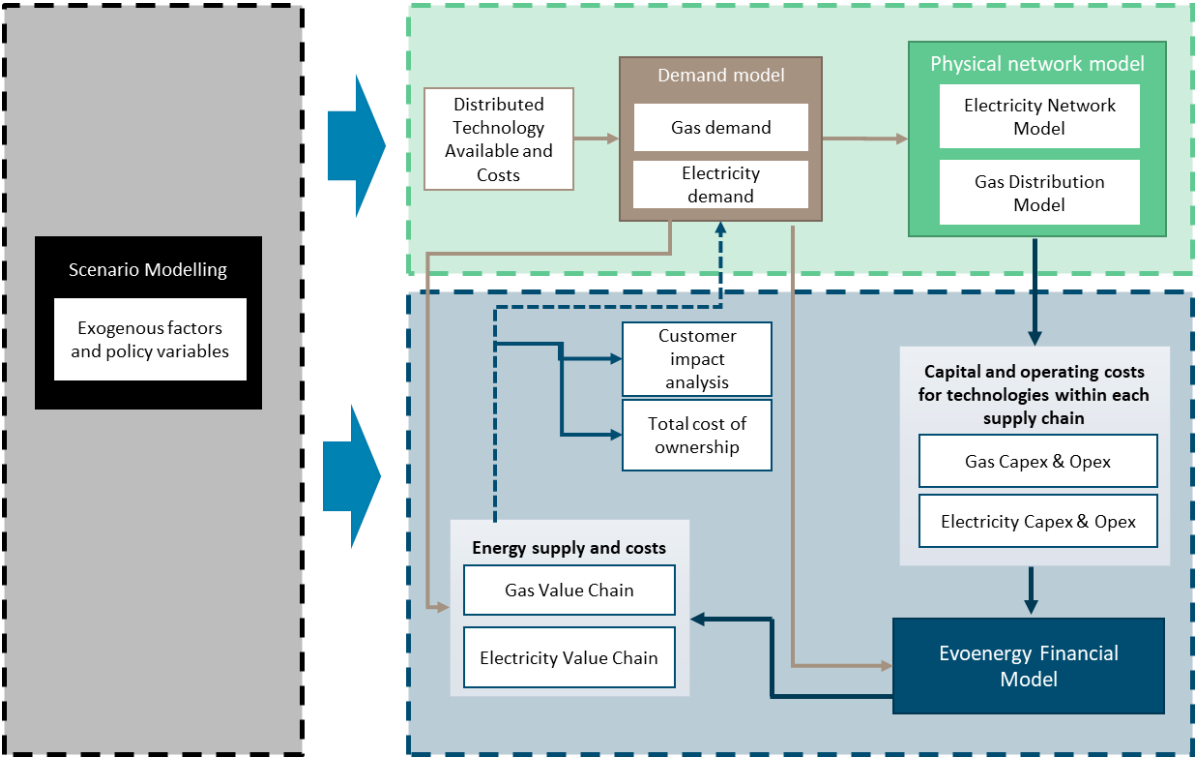 Scenario Modelling
Exogenous factors
and policy variables
Distributed
Technology
Available and
Costs
Demand model
Gas demand
Electricity
demand
Physical network model
Electricity Network
Model
Gas Distribution
Model
Customer
impact
analysis
Total cost of
ownership
Capital and operating costs
for technologies within each
supply chain
Gas Capex & Opex
Electricity Capex & Opex
Energy supply and costs
Gas Value Chain
Electricity Value Chain
Evoenergy Financial
Model